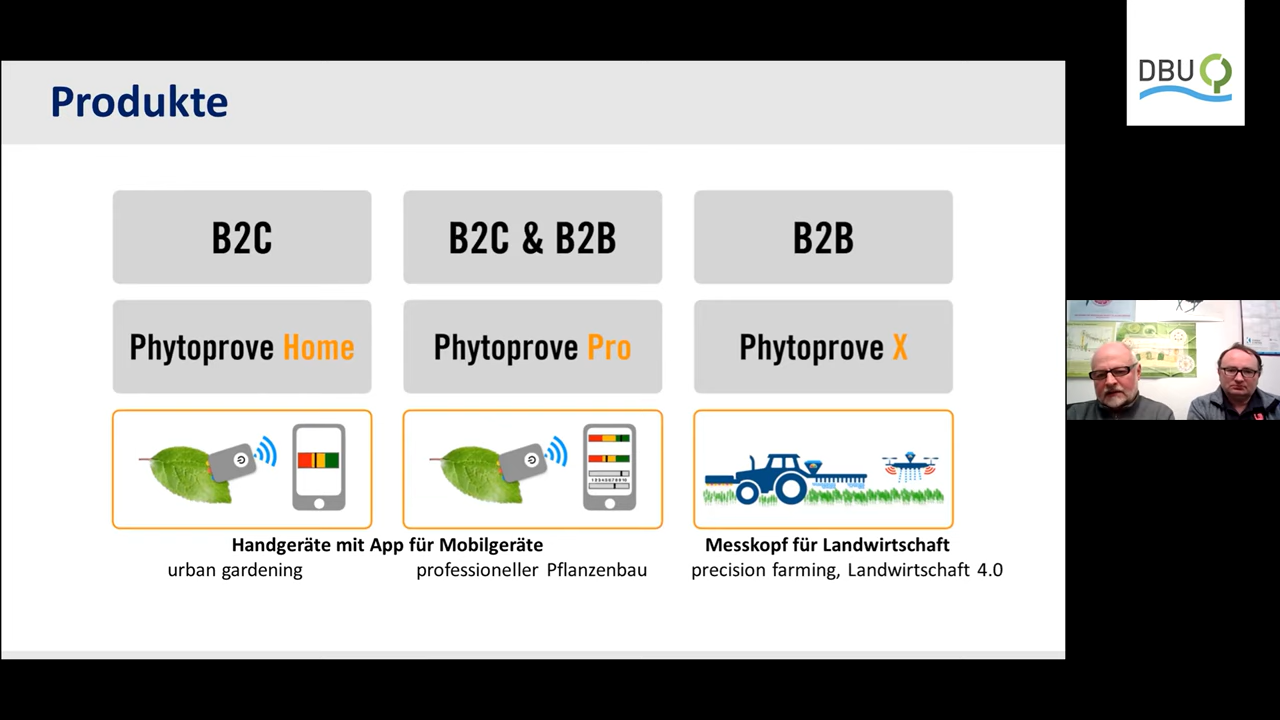 Produkte
DBU
B2C
B2C & B2B
B2B
Phytoprove Home
Phytoprove Pro
Phytoprove X
Handgeräte mit App für Mobilgeräte
Messkopf für Landwirtschaft
urban gardening
professioneller Pflanzenbau
precision farming, Landwirtschaft 4.0